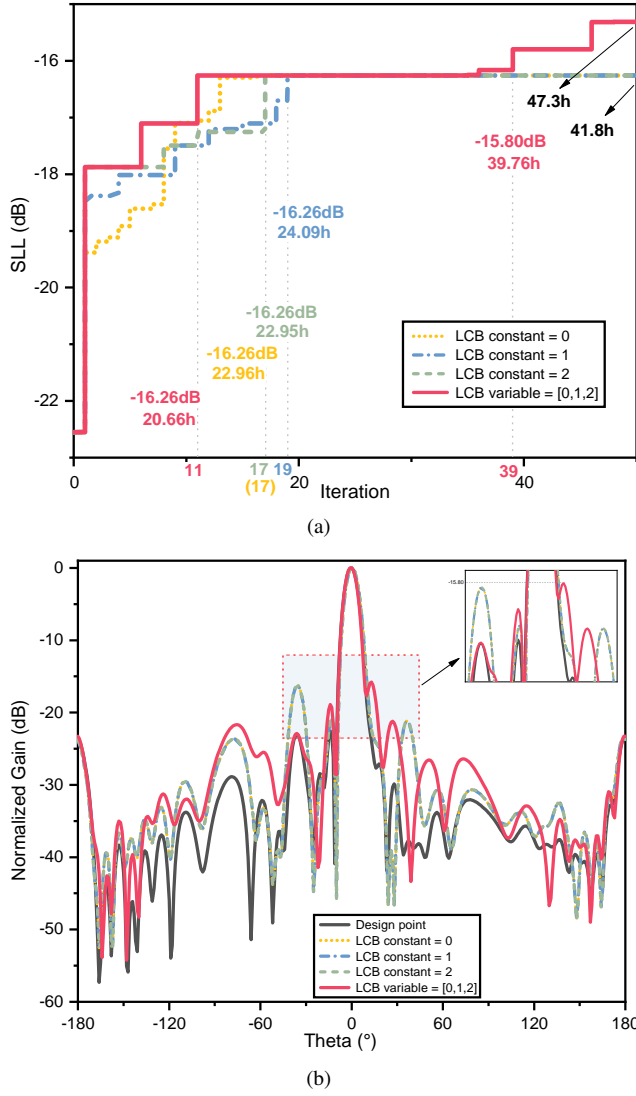 -16
-18
-20
-22
SLL (dB)
47.3h
41.8h
-15.80dB
39.76h
-16.26dB
24.09h
-16.26dB
22.95h
-16.26dB
22.96h
-16.26dB
20.66h
LCB constant = 0
LCB constant = 1
LCB constant = 2
LCB variable = [0,1,2]
0 11 17 19 20 39 40
(17)
Iteration
(a)
0
-10
-20
-30
-40
-50
-60
Normalized Gain (dB)
-15.80
Design point
LCB constant = 0
LCB constant = 1
LCB constant = 2
LCB variable = [0,1,2]
-180 -120 -60 0 60 120 180
Theta (°)
(b)